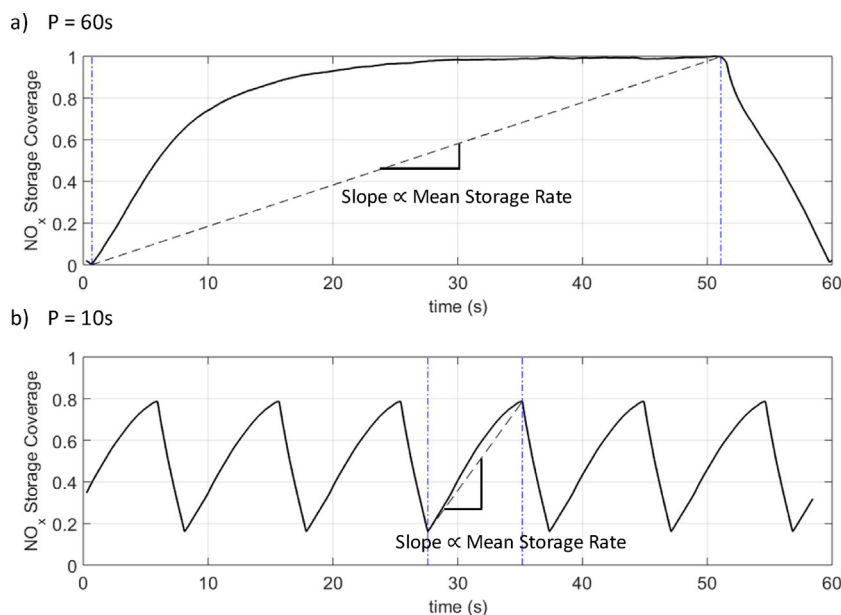 a) P = 60s
1
0.8
0.6
0.4
0.2
0
NOx Storage Coverage
Slope ∝ Mean Storage Rate
0 10 20 30 40 50 60
time (s)
b) P = 10s
1
0.8
0.6
0.4
0.2
0
NOx Storage Coverage
Slope ∝ Mean Storage Rate
0 10 20 30 40 50 60
time (s)